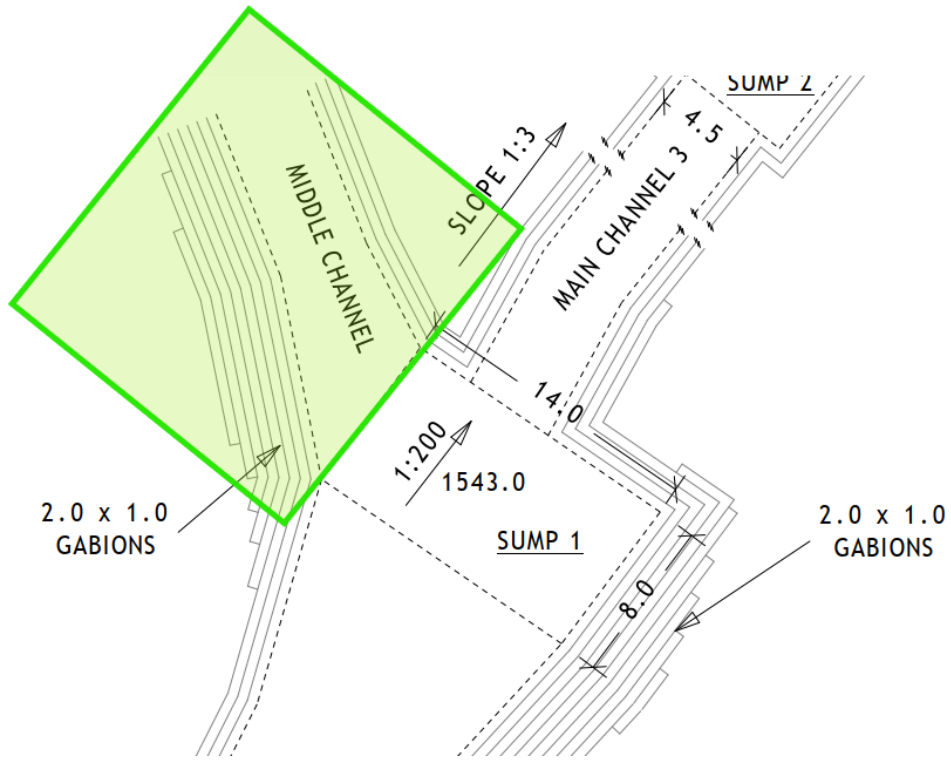 SUMP 2
4.5
SLOPE 1:3
MAIN CHANNEL 3
MIDDLE CHANNEL
14.0
1:200
1543.0
SUMP 1
2.0 x 1.0
GABIONS
2.0 x 1.0
GABIONS
8.0